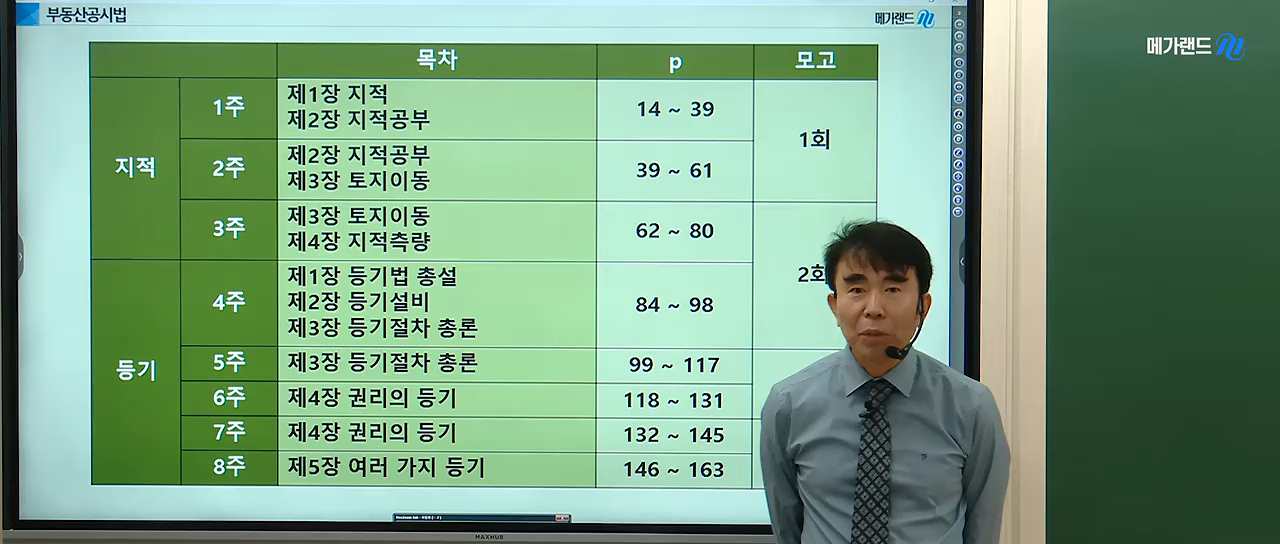 부동산공시법
메가랜드
메가랜드
목차 p 모고
지적
1주
제1장 지적
제2장 지적공부
14 ~ 39
1회
2주
제2장 지적공부
제3장 토지이동
39 ~ 61
3주
제3장 토지이동
제4장 지적측량
62 ~ 80
2회
등기
4주
제1장 등기법 총설
제2장 등기설비
제3장 등기절차 총론
84 ~ 98
5주 제3장 등기절차 총론 99 ~ 117
6주 제4장 권리의 등기 118 ~ 131
7주 제4장 권리의 등기 132 ~ 145
8주 제5장 여러 가지 등기 146 ~ 163
MAXHUB